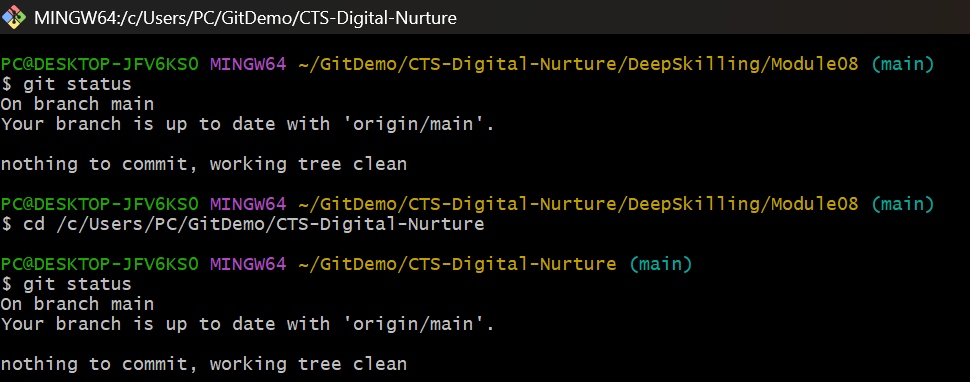 MINGW64:/c/Users/PC/GitDemo/CTS-Digital-Nurture
PC@DESKTOP-JFV6KS0 MINGW64 ~/GitDemo/CTS-Digital-Nurture/DeepSkilling/Module08 (main)
$ git status
On branch main
Your branch is up to date with 'origin/main'.
nothing to commit, working tree clean
PC@DESKTOP-JFV6KS0 MINGW64 ~/GitDemo/CTS-Digital-Nurture/DeepSkilling/Module08 (main)
$ cd /c/Users/PC/GitDemo/CTS-Digital-Nurture
PC@DESKTOP-JFV6KS0 MINGW64 ~/GitDemo/CTS-Digital-Nurture (main)
$ git status
On branch main
Your branch is up to date with 'origin/main'.
nothing to commit, working tree clean